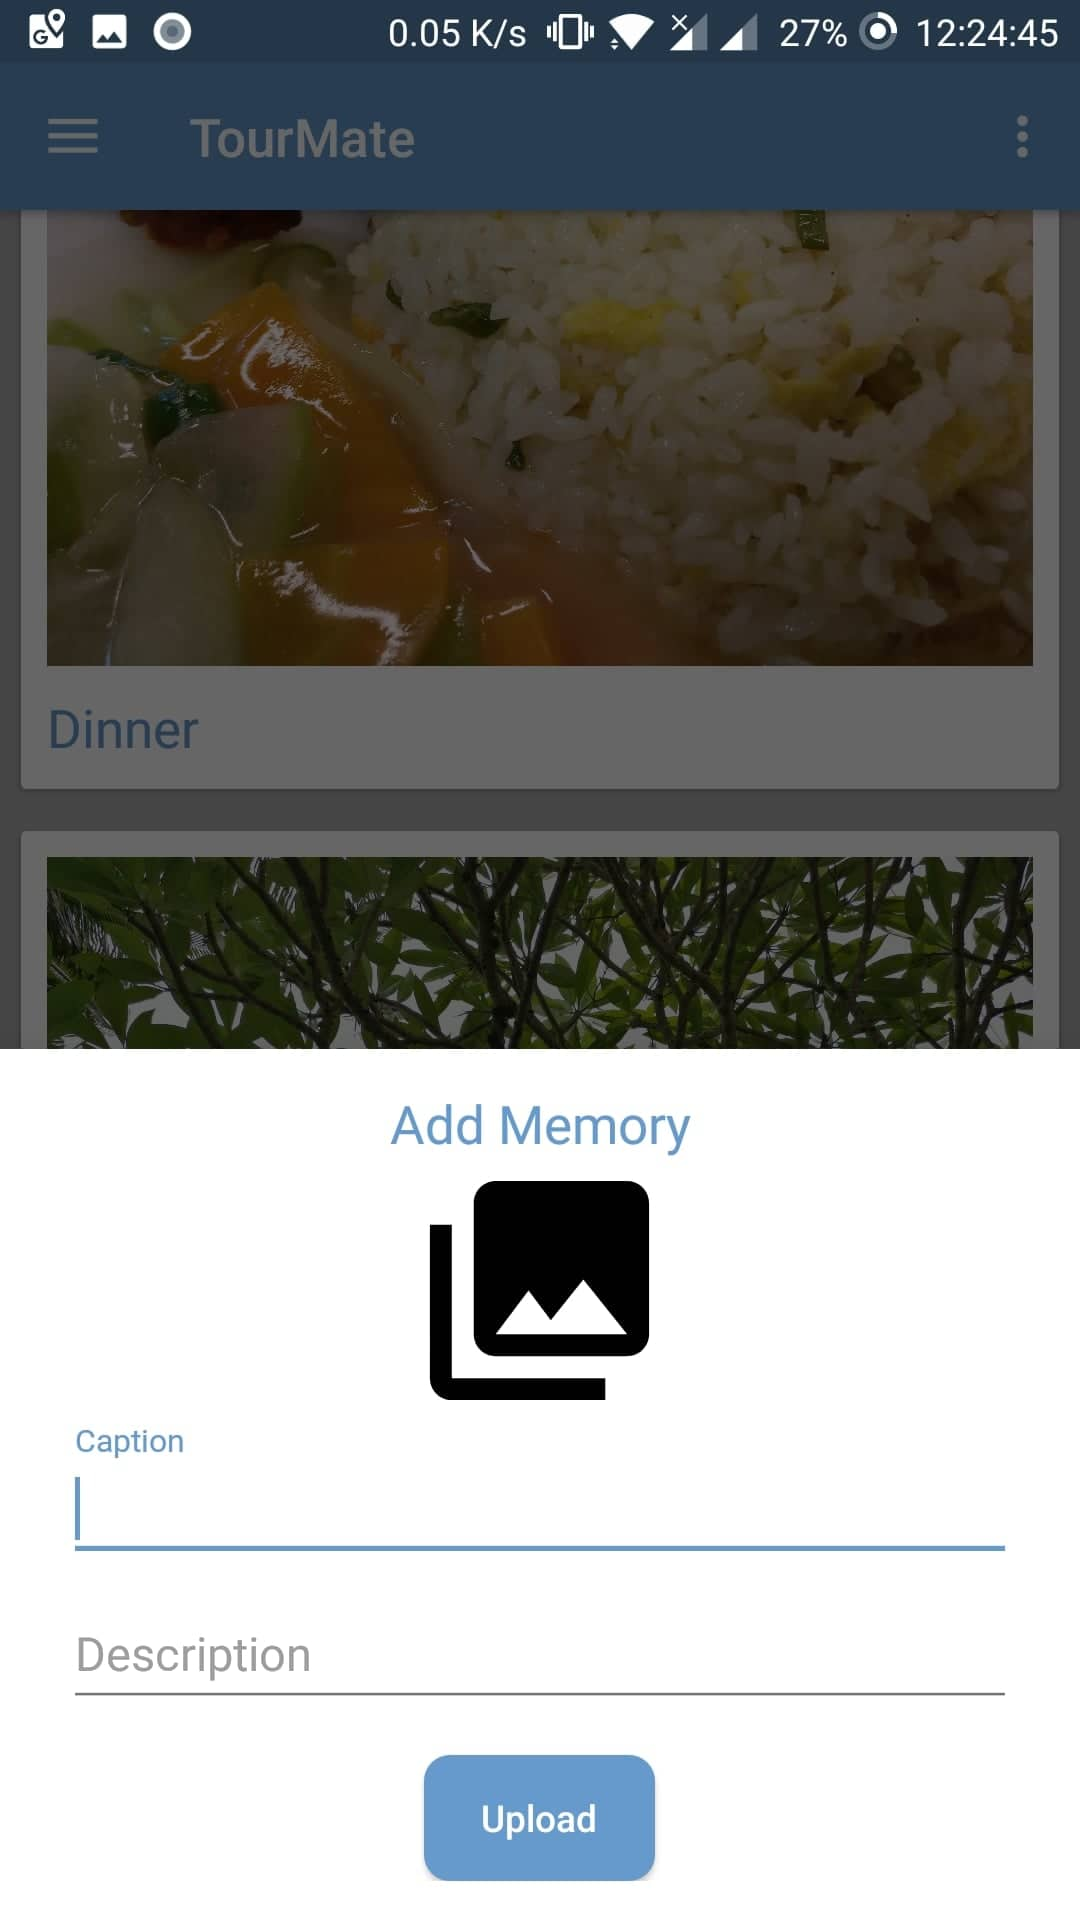 0.05 K/s 27% 12:24:45
TourMate
Dinner
Add Memory
Caption
Description
Upload